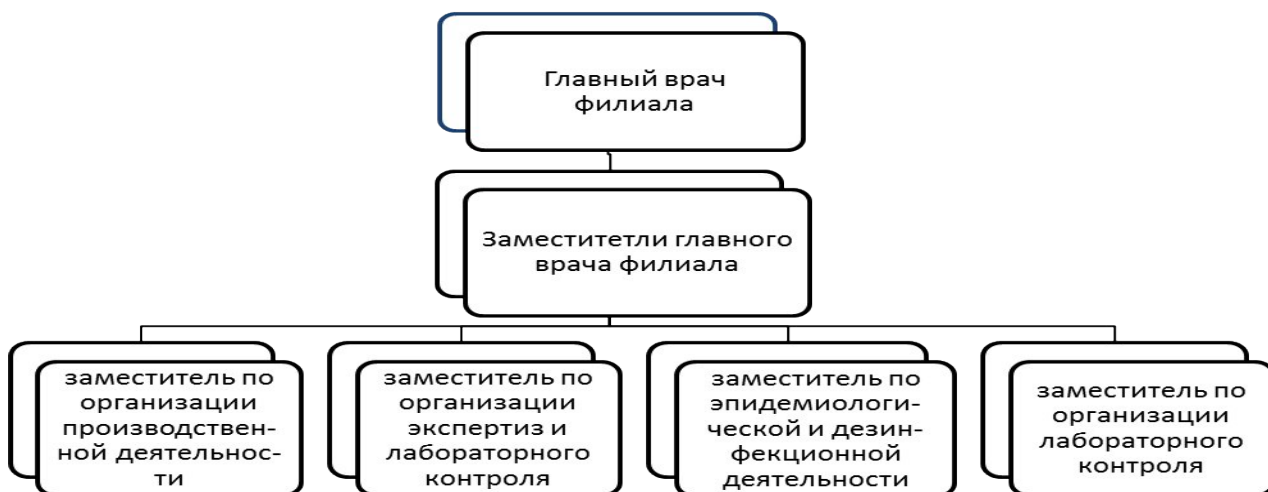 Главный врач
филиала
Заместитетли главного
врача филиала
заместитель по
организации
производствен-
ной деятельнос-
ти
заместитель по
организации
экспертиз и
лабораторного
контроля
заместитель по
эпидемиологи-
ческой и дезин-
фекционной
деятельности
заместитель по
организации
лабораторного
контроля